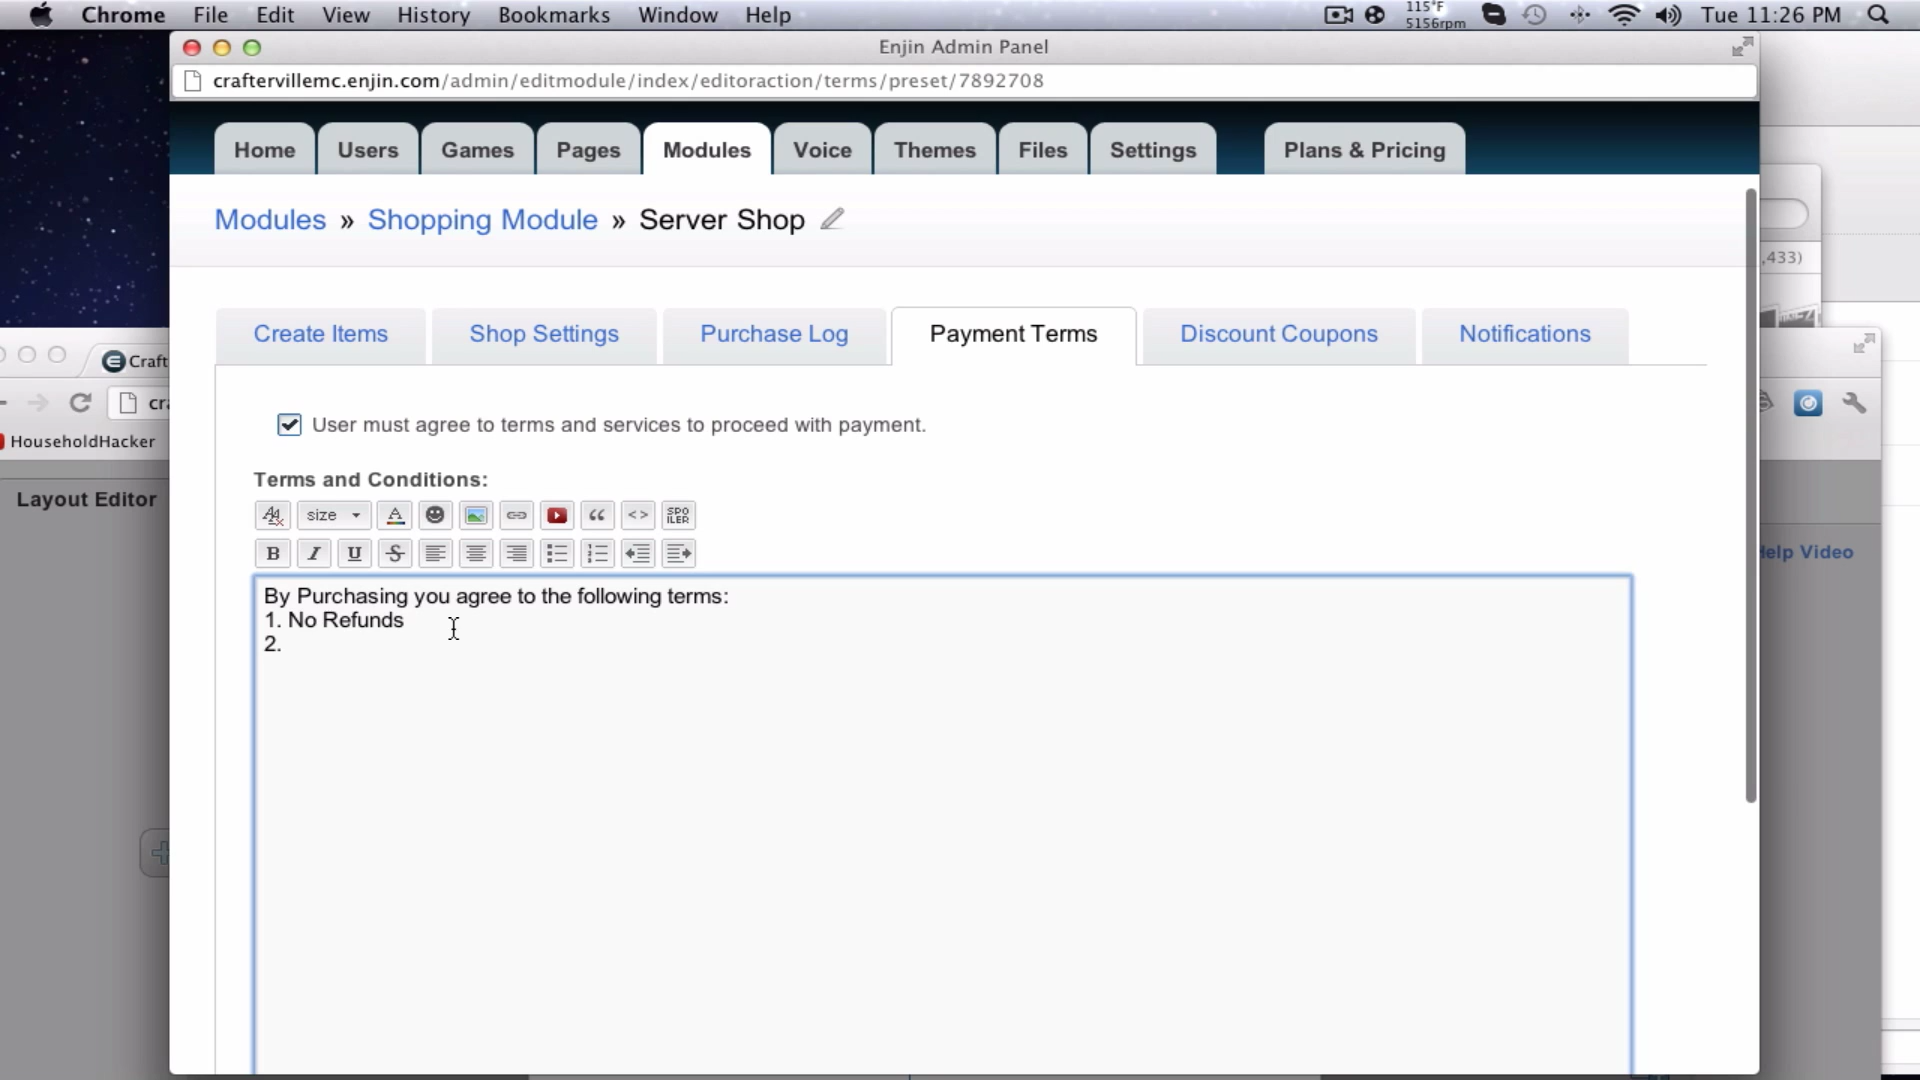 Chrome File Edit View History Bookmarks Window Help 115°F 5156rpm Tue 11:26 PM
Enjin Admin Panel
craftervillemc.enjin.com/admin/editmodule/index/editoraction/terms/preset/7892708
Home Users Games Pages Modules Voice Themes Files Settings Plans & Pricing
Modules » Shopping Module » Server Shop
,433)
Create Items Shop Settings Purchase Log Payment Terms Discount Coupons Notifications
Craft
cr
HouseholdHacker
User must agree to terms and services to proceed with payment.
Terms and Conditions:
Layout Editor
size A SPOILER
B I U S
Help Video
By Purchasing you agree to the following terms:
1. No Refunds
2.